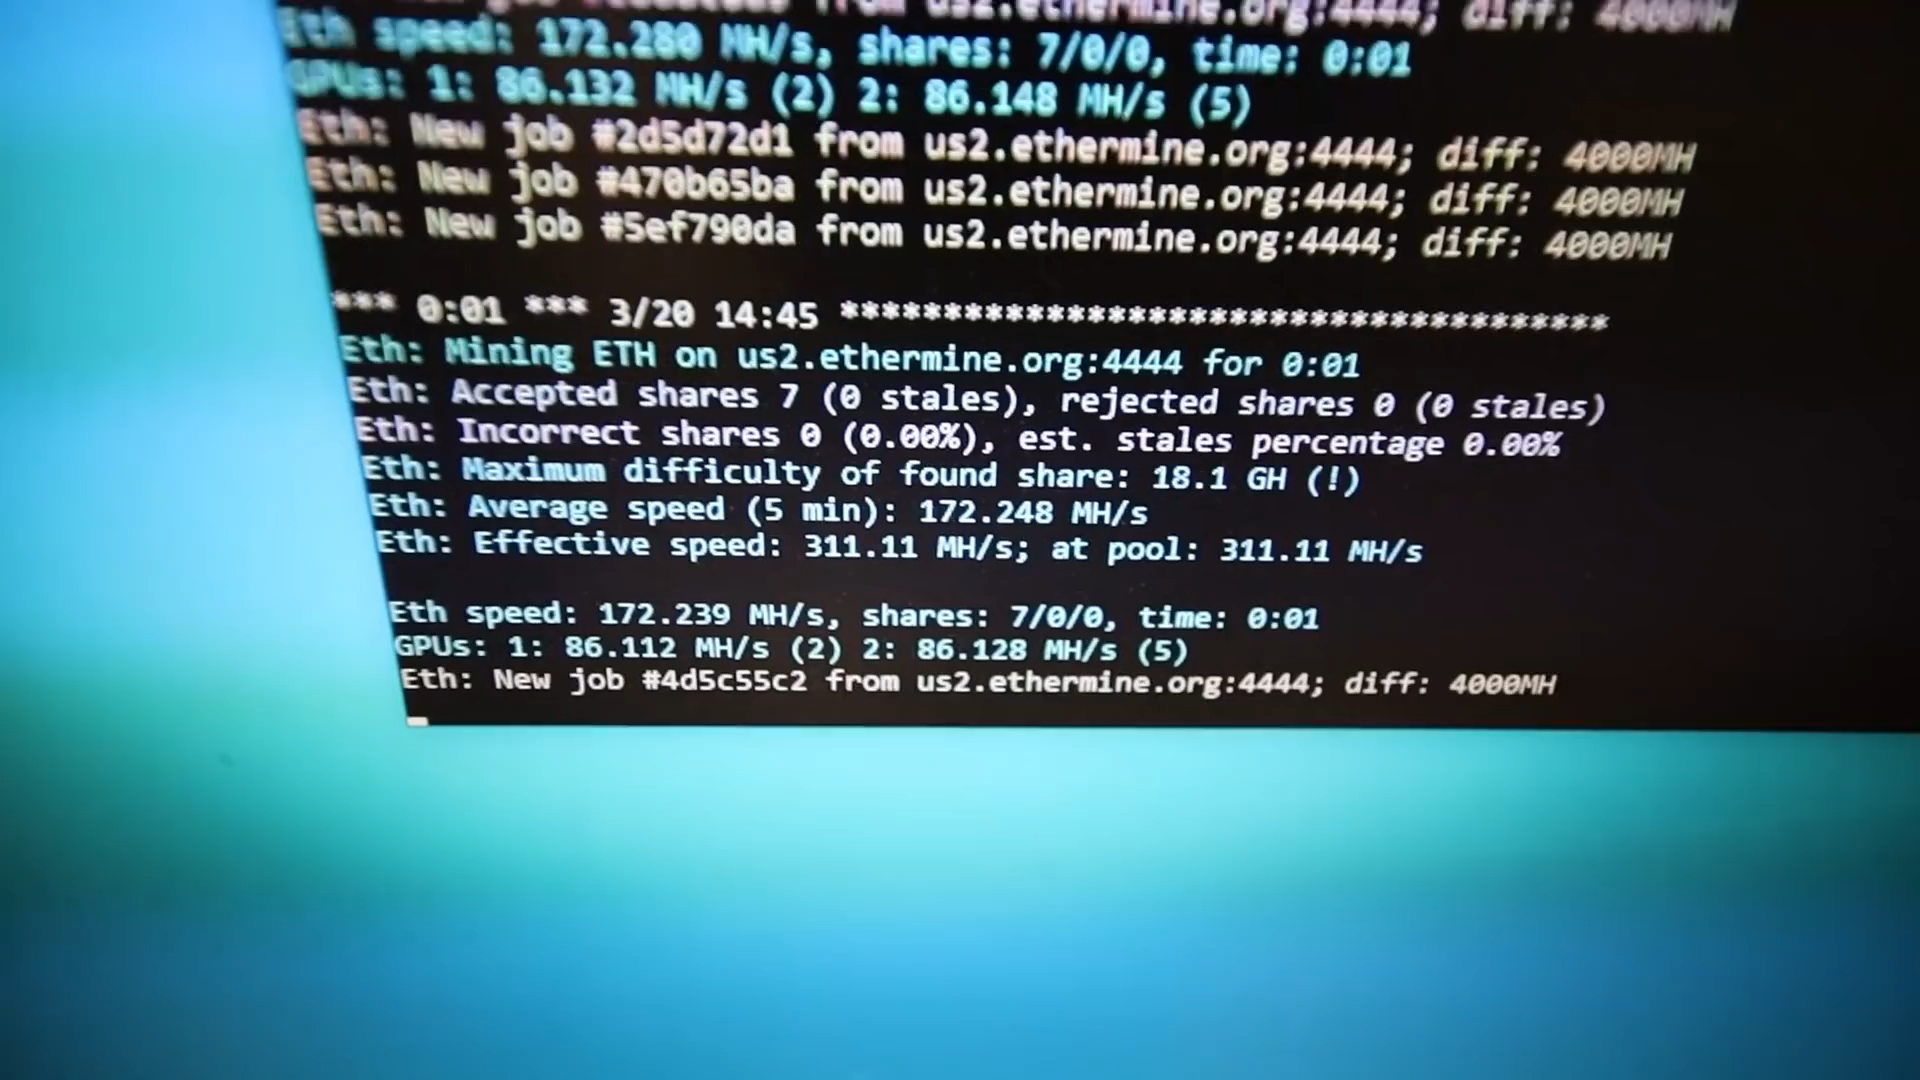 from us2.ethermine.org:4444; diff: 4000MH
Eth speed: 172.280 MH/s, shares: 7/0/0, time: 0:01
GPUs: 1: 86.132 MH/s (2) 2: 86.148 MH/s (5)
Eth: New job #2d5d72d1 from us2.ethermine.org:4444; diff: 4000MH
Eth: New job #470b65ba from us2.ethermine.org:4444; diff: 4000MH
Eth: New job #5ef790da from us2.ethermine.org:4444; diff: 4000MH
*** 0:01 *** 3/20 14:45 *************************************
Eth: Mining ETH on us2.ethermine.org:4444 for 0:01
Eth: Accepted shares 7 (0 stales), rejected shares 0 (0 stales)
Eth: Incorrect shares 0 (0.00%), est. stales percentage 0.00%
Eth: Maximum difficulty of found share: 18.1 GH (!)
Eth: Average speed (5 min): 172.248 MH/s
Eth: Effective speed: 311.11 MH/s; at pool: 311.11 MH/s
Eth speed: 172.239 MH/s, shares: 7/0/0, time: 0:01
GPUs: 1: 86.112 MH/s (2) 2: 86.128 MH/s (5)
Eth: New job #4d5c55c2 from us2.ethermine.org:4444; diff: 4000MH